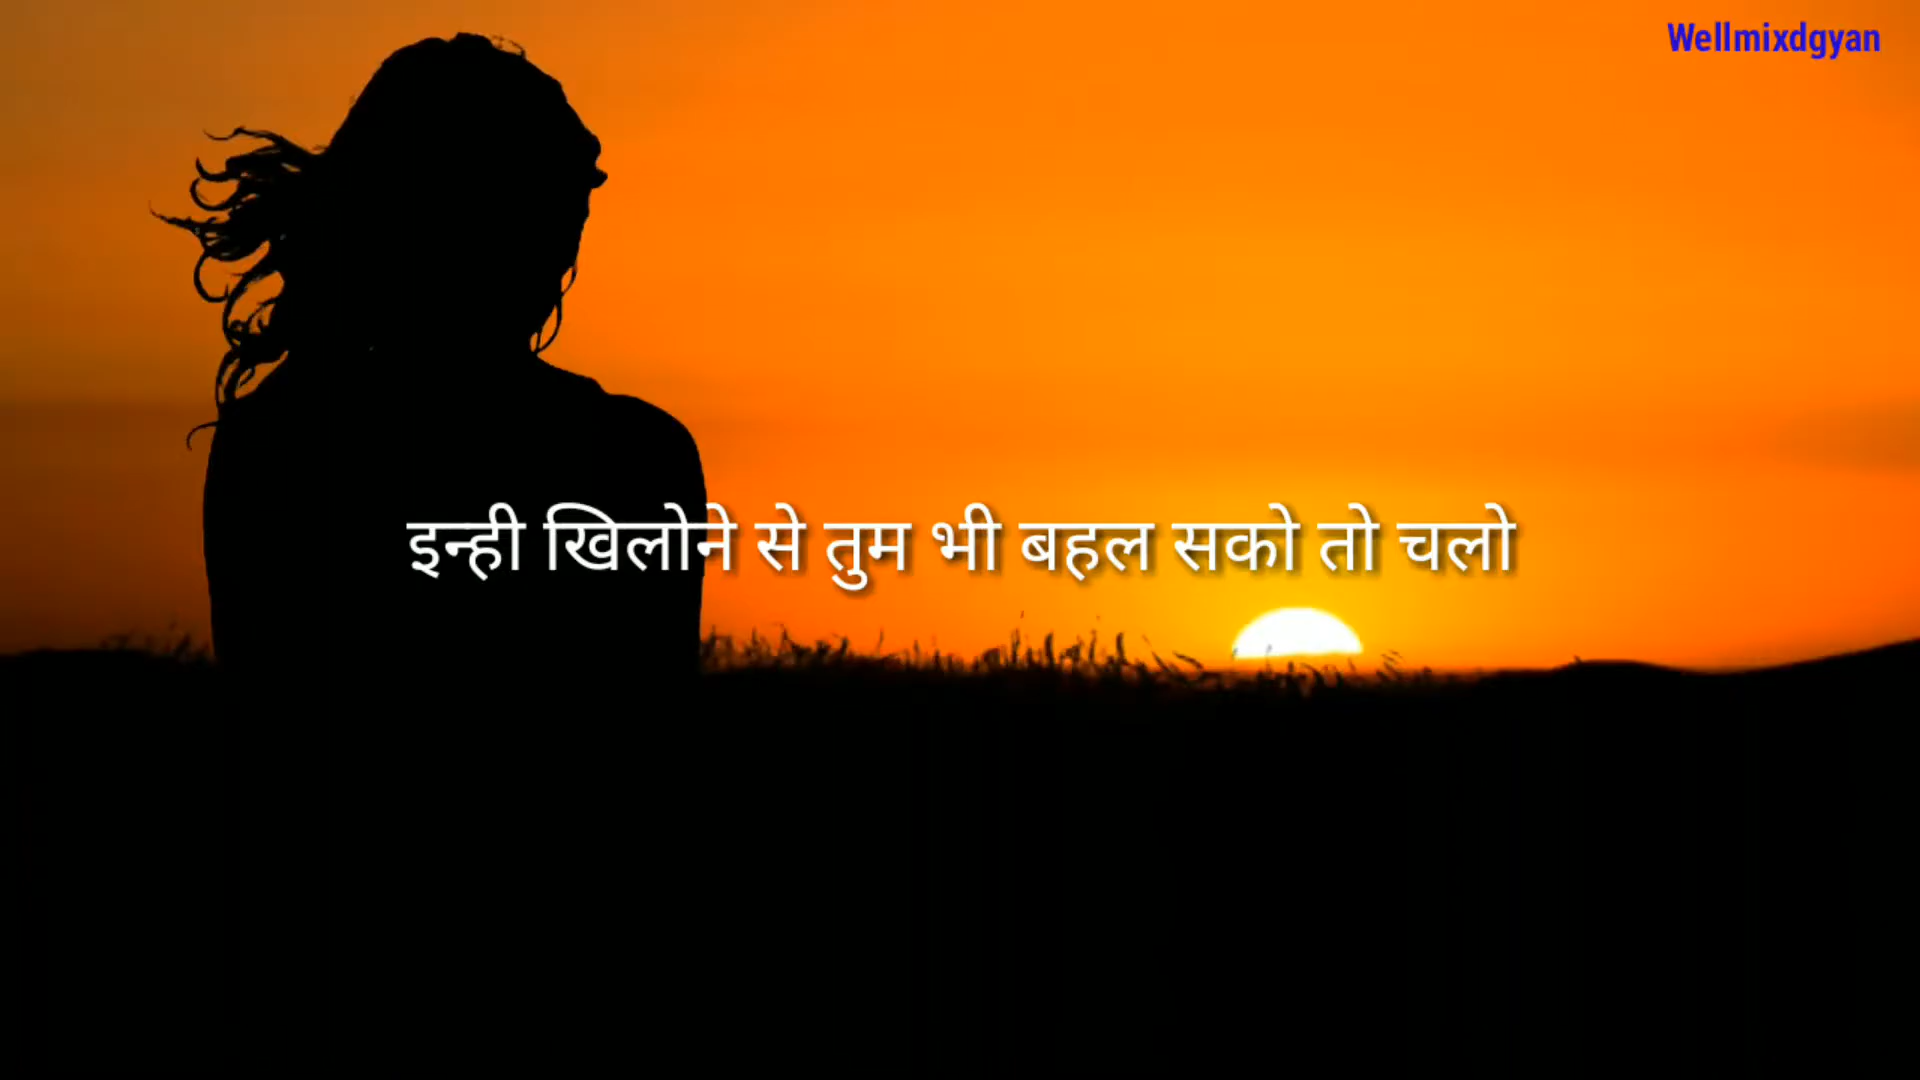 Wellmixdgyan
इन्ही खिलोने से तुम भी बहल सको तो चलो